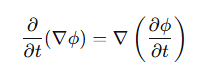 ∂/∂t (∇ϕ) = ∇ (∂ϕ/∂t)